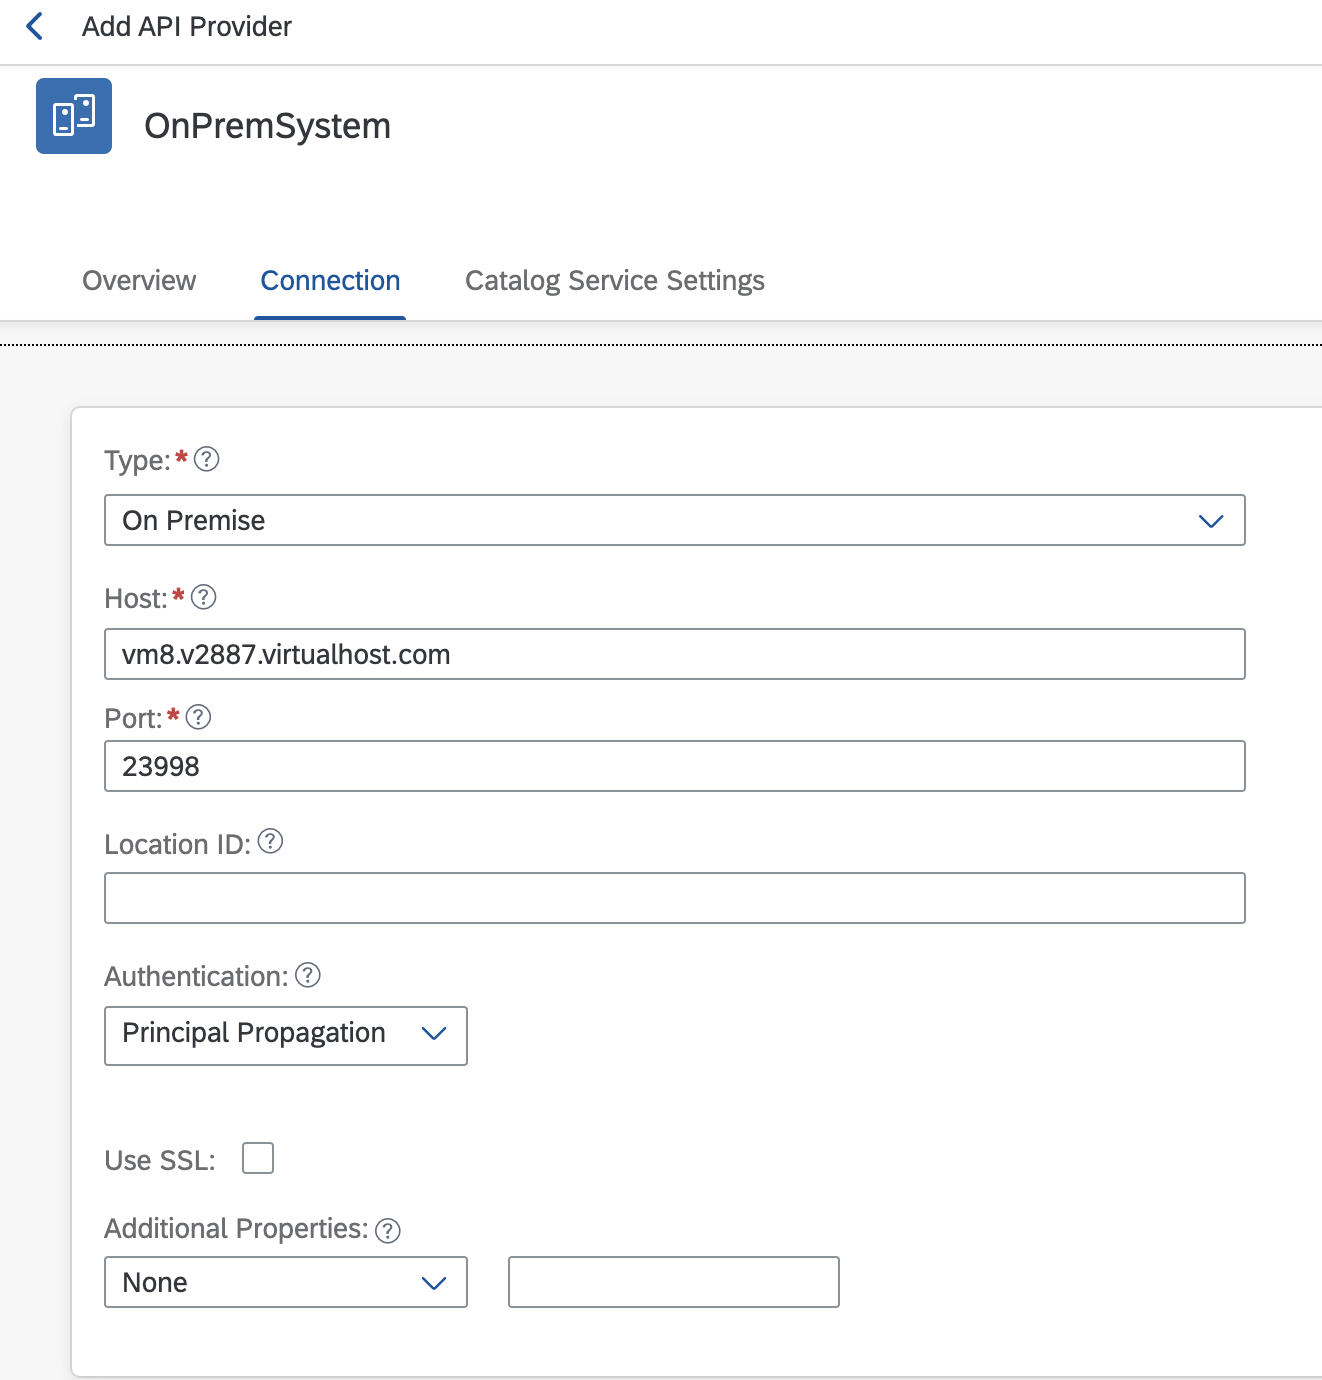 Add API Provider
OnPremSystem
Overview Connection Catalog Service Settings
Type:* ?
On Premise
Host:* ?
vm8.v2887.virtualhost.com
Port:* ?
23998
Location ID: ?
Authentication: ?
Principal Propagation
Use SSL:
Additional Properties: ?
None